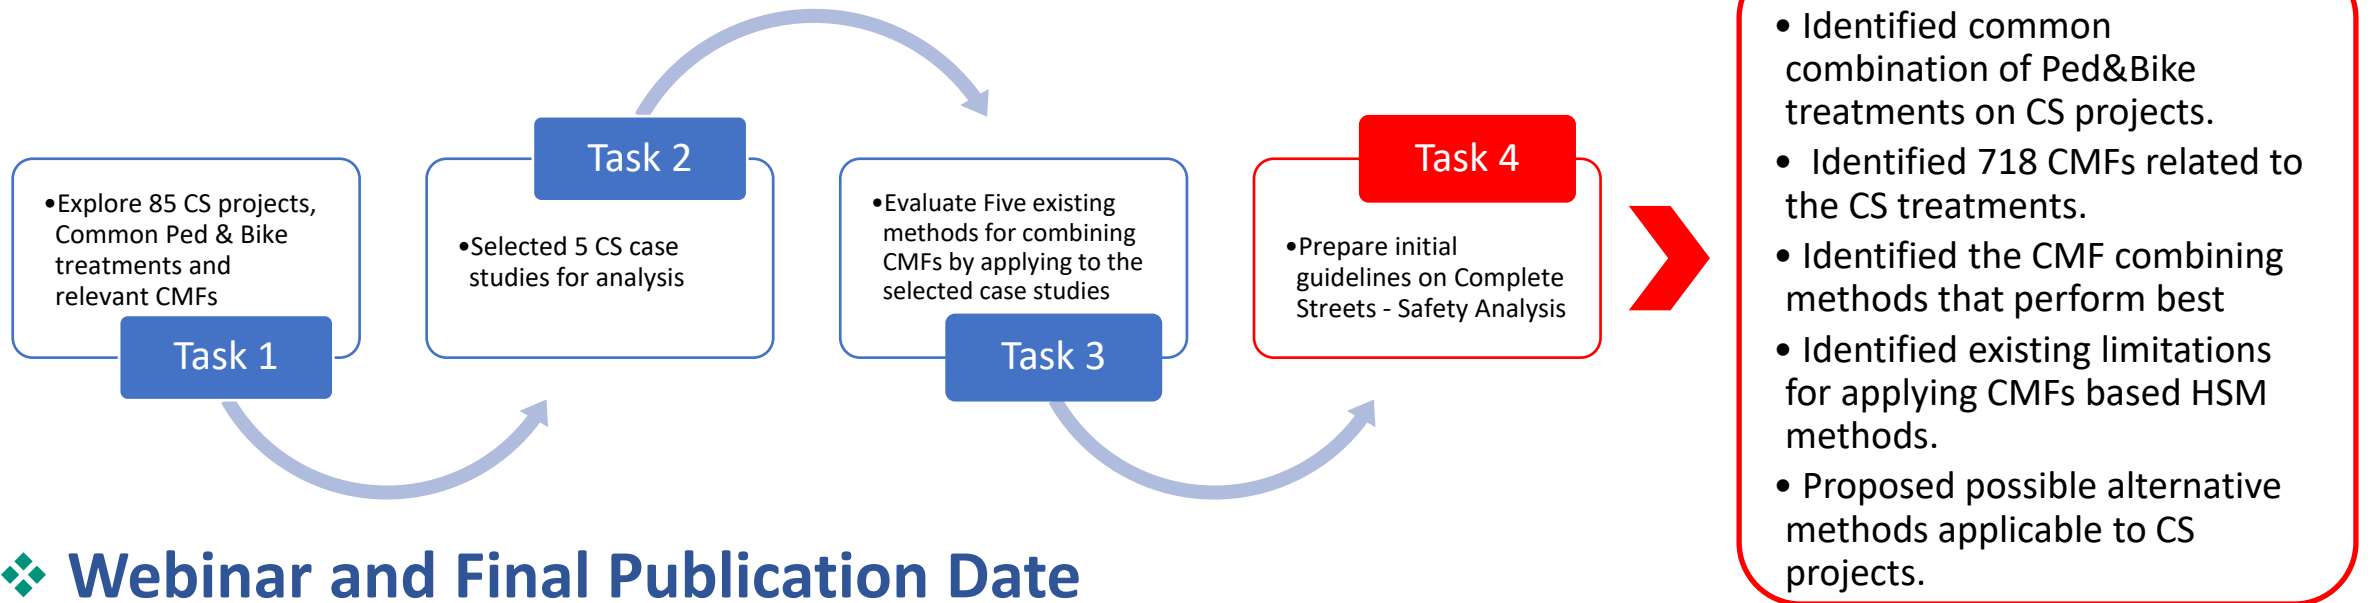 •Explore 85 CS projects,
Common Ped & Bike
treatments and
relevant CMFs
Task 1
Task 2
•Selected 5 CS case
studies for analysis
•Evaluate Five existing
methods for combining
CMFs by applying to the
selected case studies
Task 3
Task 4
•Prepare initial
guidelines on Complete
Streets - Safety Analysis
• Identified common
combination of Ped&Bike
treatments on CS projects.
• Identified 718 CMFs related to
the CS treatments.
• Identified the CMF combining
methods that perform best
• Identified existing limitations
for applying CMFs based HSM
methods.
• Proposed possible alternative
methods applicable to CS
projects.
❖ Webinar and Final Publication Date